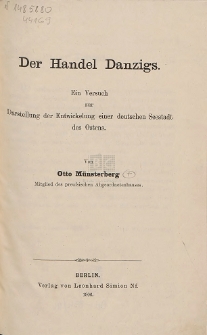 Der Handel Danzigs.
Ein Versuch
zur
Darstellung der Entwickelung einer deutschen Seestadt
des Ostens.
Von
Otto Münsterberg
Mitglied des preußischen Abgeordnetenhauses.
BERLIN.
Verlag von Leonhard Simion Nf.